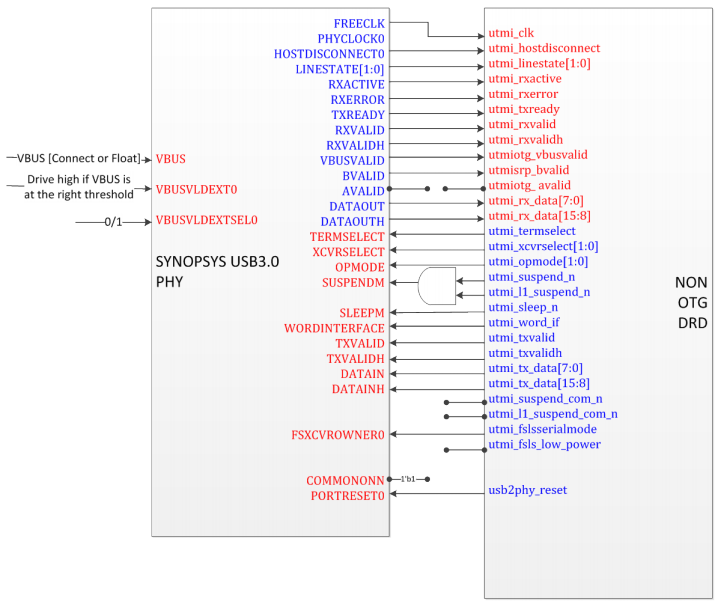 FREECLK
PHYCLOCK0
HOSTDISCONNECT0
LINESTATE[1:0]
RXACTIVE
RXERROR
TXREADY
RXVALID
RXVALIDH
VBUSVALID
BVALID
AVALID
DATAOUT
DATAOUTH
TERMSELECT
XCVRSELECT
OPMODE
SUSPENDM
SLEEPM
WORDINTERFACE
TXVALID
TXVALIDH
DATAIN
DATAINH
FSXCVROWNER0
COMMONONN
1'b1
PORTRESET0
VBUS [Connect or Float]
VBUS
Drive high if VBUS is
at the right threshold
VBUSVLDEXT0
0/1
VBUSVLDEXTSEL0
SYNOPSYS USB3.0
PHY
utmi_clk
utmi_hostdisconnect
utmi_linestate[1:0]
utmi_rxactive
utmi_rxerror
utmi_txready
utmi_rxvalid
utmi_rxvalidh
utmiotg_vbusvalid
utmisrp_bvalid
utmiotg_ avalid
utmi_rx_data[7:0]
utmi_rx_data[15:8]
utmi_termselect
utmi_xcvrselect[1:0]
utmi_opmode[1:0]
utmi_suspend_n
utmi_l1_suspend_n
utmi_sleep_n
utmi_word_if
utmi_txvalid
utmi_txvalidh
utmi_tx_data[7:0]
utmi_tx_data[15:8]
utmi_suspend_com_n
utmi_l1_suspend_com_n
utmi_fslsserialmode
utmi_fsls_low_power
usb2phy_reset
NON
OTG
DRD